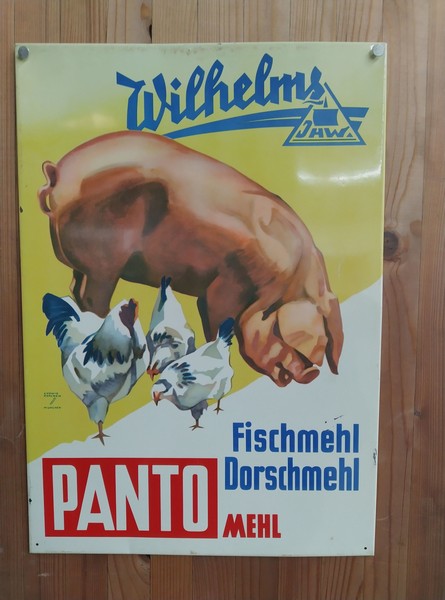 Wilhelms
JHW.
Fischmehl
Dorschmehl
PANTO
MEHL